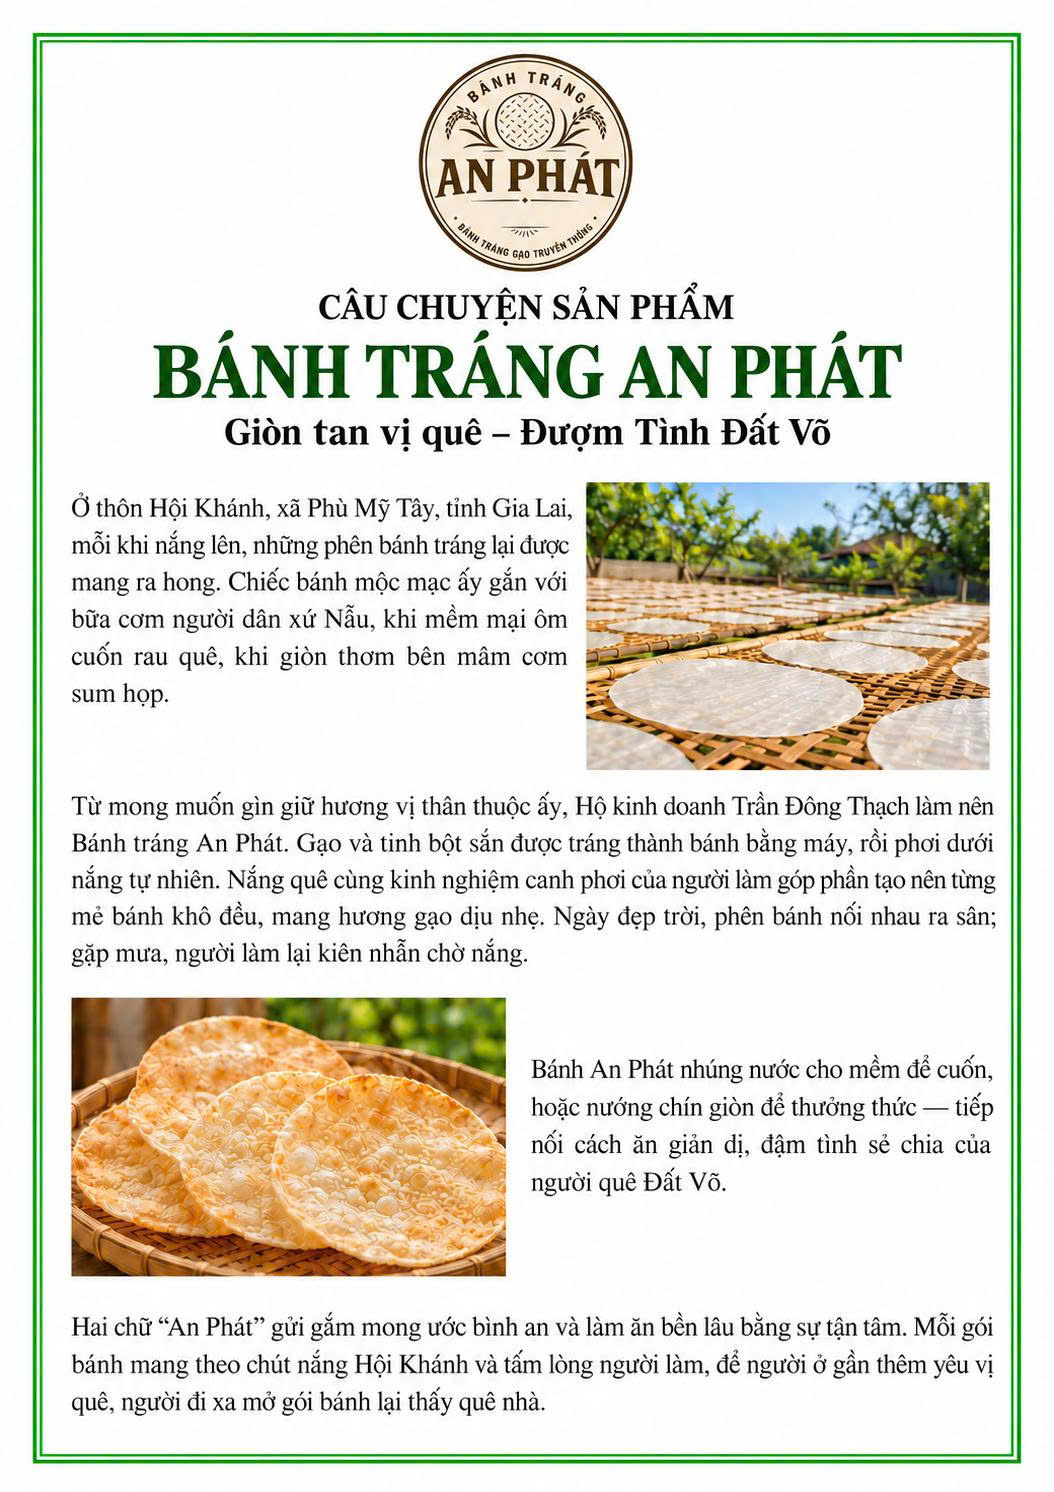 BÁNH TRÁNG
AN PHÁT
BÁNH TRÁNG GẠO TRUYỀN THỐNG
CÂU CHUYỆN SẢN PHẨM
BÁNH TRÁNG AN PHÁT
Giòn tan vị quê – Đượm Tình Đất Võ
Ở thôn Hội Khánh, xã Phù Mỹ Tây, tỉnh Gia Lai,
mỗi khi nắng lên, những phên bánh tráng lại được
mang ra hong. Chiếc bánh mộc mạc ấy gắn với
bữa cơm người dân xứ Nẫu, khi mềm mại ôm
cuốn rau quê, khi giòn thơm bên mâm cơm
sum họp.
Từ mong muốn gìn giữ hương vị thân thuộc ấy, Hộ kinh doanh Trần Đông Thạch làm nên
Bánh tráng An Phát. Gạo và tinh bột sắn được tráng thành bánh bằng máy, rồi phơi dưới
nắng tự nhiên. Nắng quê cùng kinh nghiệm canh phơi của người làm góp phần tạo nên từng
mẻ bánh khô đều, mang hương gạo dịu nhẹ. Ngày đẹp trời, phên bánh nối nhau ra sân;
gặp mưa, người làm lại kiên nhẫn chờ nắng.
Bánh An Phát nhúng nước cho mềm để cuốn,
hoặc nướng chín giòn để thưởng thức — tiếp
nối cách ăn giản dị, đậm tình sẻ chia của
người quê Đất Võ.
Hai chữ “An Phát” gửi gắm mong ước bình an và làm ăn bền lâu bằng sự tận tâm. Mỗi gói
bánh mang theo chút nắng Hội Khánh và tấm lòng người làm, để người ở gần thêm yêu vị
quê, người đi xa mở gói bánh lại thấy quê nhà.